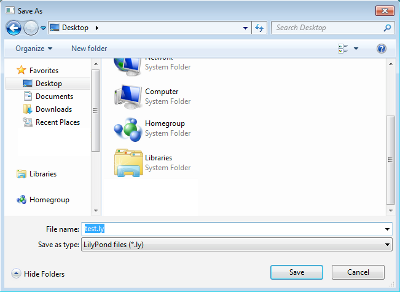 Save As
Desktop
Search Desktop
Organize
New folder
Favorites
Desktop
Documents
Downloads
Recent Places
Libraries
Homegroup
Network
System Folder
Computer
System Folder
Homegroup
System Folder
Libraries
System Folder
File name: test.ly
Save as type: LilyPond files (*.ly)
Hide Folders
Save
Cancel